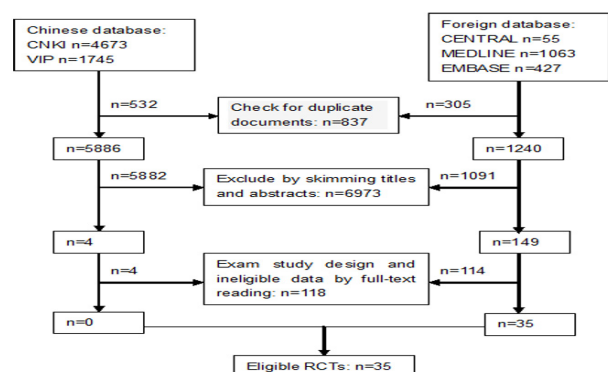 Chinese database:
CNKI n=4673
VIP n=1745
Foreign database:
CENTRAL n=55
MEDLINE n=1063
EMBASE n=427
n=532
Check for duplicate
documents: n=837
n=305
n=5886
n=1240
n=5882
Exclude by skimming titles
and abstracts: n=6973
n=1091
n=4
n=149
n=4
Exam study design and
ineligible data by full-text
reading: n=118
n=114
n=0
n=35
Eligible RCTs: n=35